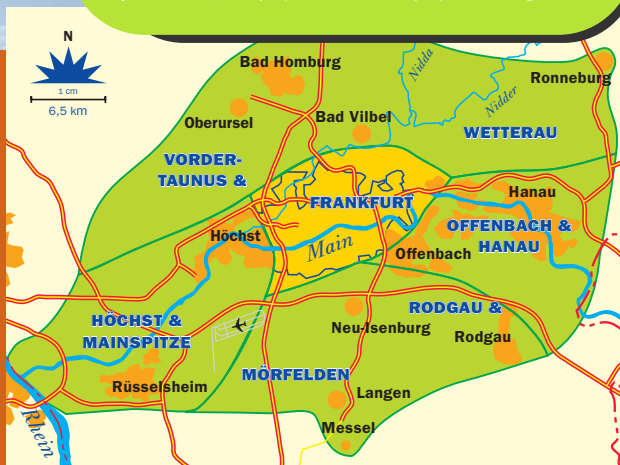 N
1 cm
6,5 km
Bad Homburg
Nidda
Ronneburg
Nidder
Oberursel
Bad Vilbel
WETTERAU
VORDER-
TAUNUS &
FRANKFURT
Hanau
OFFENBACH &
HANAU
Höchst
Main
Offenbach
HÖCHST &
MAINSPITZE
RODGAU &
Neu-Isenburg
Rodgau
MÖRFELDEN
Rüsselsheim
Langen
Rhein
Messel